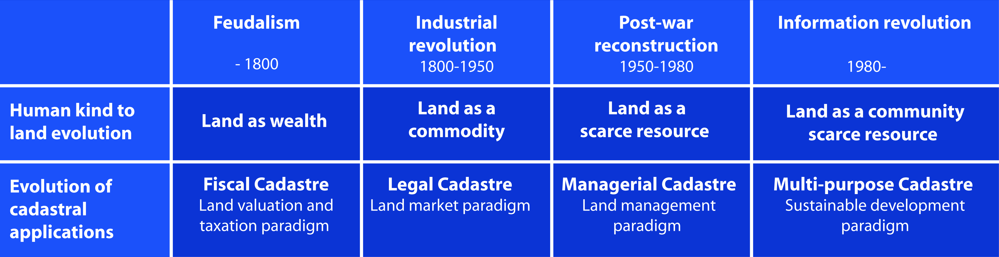 Feudalism
- 1800
Industrial
revolution
1800-1950
Post-war
reconstruction
1950-1980
Information revolution
1980-
Human kind to
land evolution
Land as wealth
Land as a
commodity
Land as a
scarce resource
Land as a community
scarce resource
Evolution of
cadastral
applications
Fiscal Cadastre
Land valuation and
taxation paradigm
Legal Cadastre
Land market paradigm
Managerial Cadastre
Land management
paradigm
Multi-purpose Cadastre
Sustainable development
paradigm